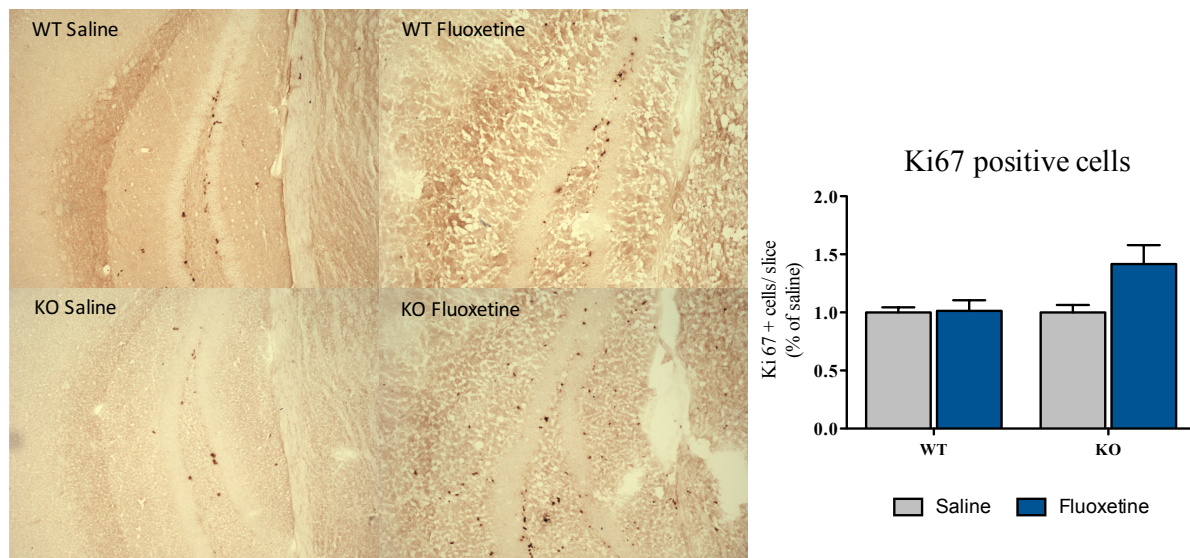 WT Saline
WT Fluoxetine
KO Saline
KO Fluoxetine
Ki67 positive cells
Ki 67 + cells/ slice
(% of saline)
2.0
1.5
1.0
0.5
0.0
WT
KO
Saline
Fluoxetine